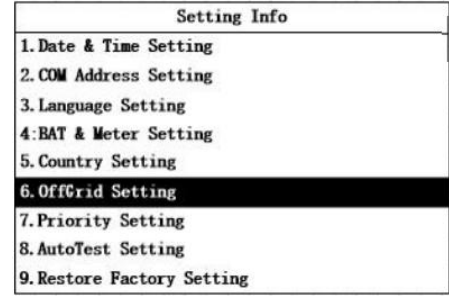 Setting Info
1.Date & Time Setting
2.COM Address Setting
3.Language Setting
4:BAT & Meter Setting
5.Country Setting
6.OffGrid Setting
7.Priority Setting
8.AutoTest Setting
9.Restore Factory Setting